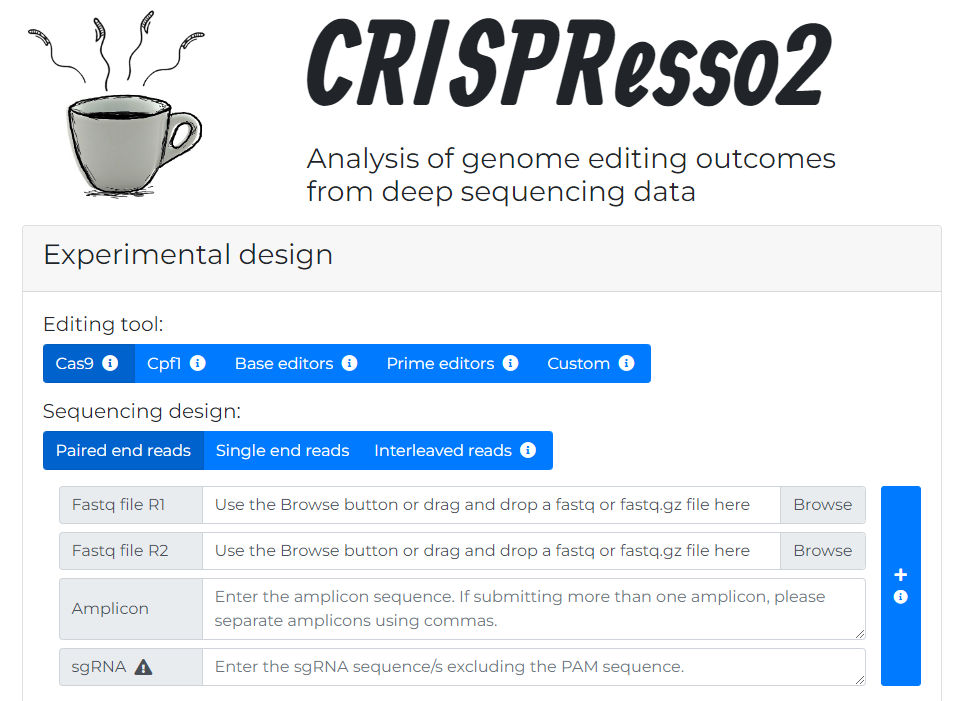 CRISPResso2
Analysis of genome editing outcomes
from deep sequencing data
Experimental design
Editing tool:
Cas9 Cpf1 Base editors Prime editors Custom
Sequencing design:
Paired end reads Single end reads Interleaved reads
Fastq file R1 Use the Browse button or drag and drop a fastq or fastq.gz file here Browse
Fastq file R2 Use the Browse button or drag and drop a fastq or fastq.gz file here Browse
+
Amplicon Enter the amplicon sequence. If submitting more than one amplicon, please
separate amplicons using commas.
sgRNA Enter the sgRNA sequence/s excluding the PAM sequence.